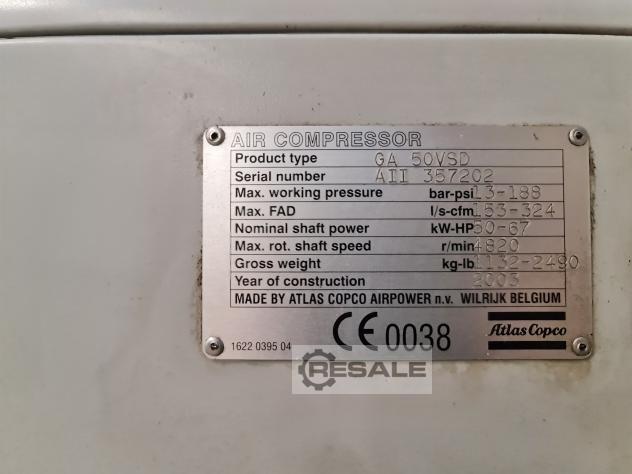 AIR COMPRESSOR
Product type GA 50VSD
Serial number AII 357202
Max. working pressure bar-psi 13-188
Max. FAD l/s-cfm 153-324
Nominal shaft power kW-HP 50-67
Max. rot. shaft speed r/min 4820
Gross weight kg-lb 1132-2490
Year of construction 2003
MADE BY ATLAS COPCO AIRPOWER n.v. WILRIJK BELGIUM
1622 0395 04 CE 0038 Atlas Copco
RESALE